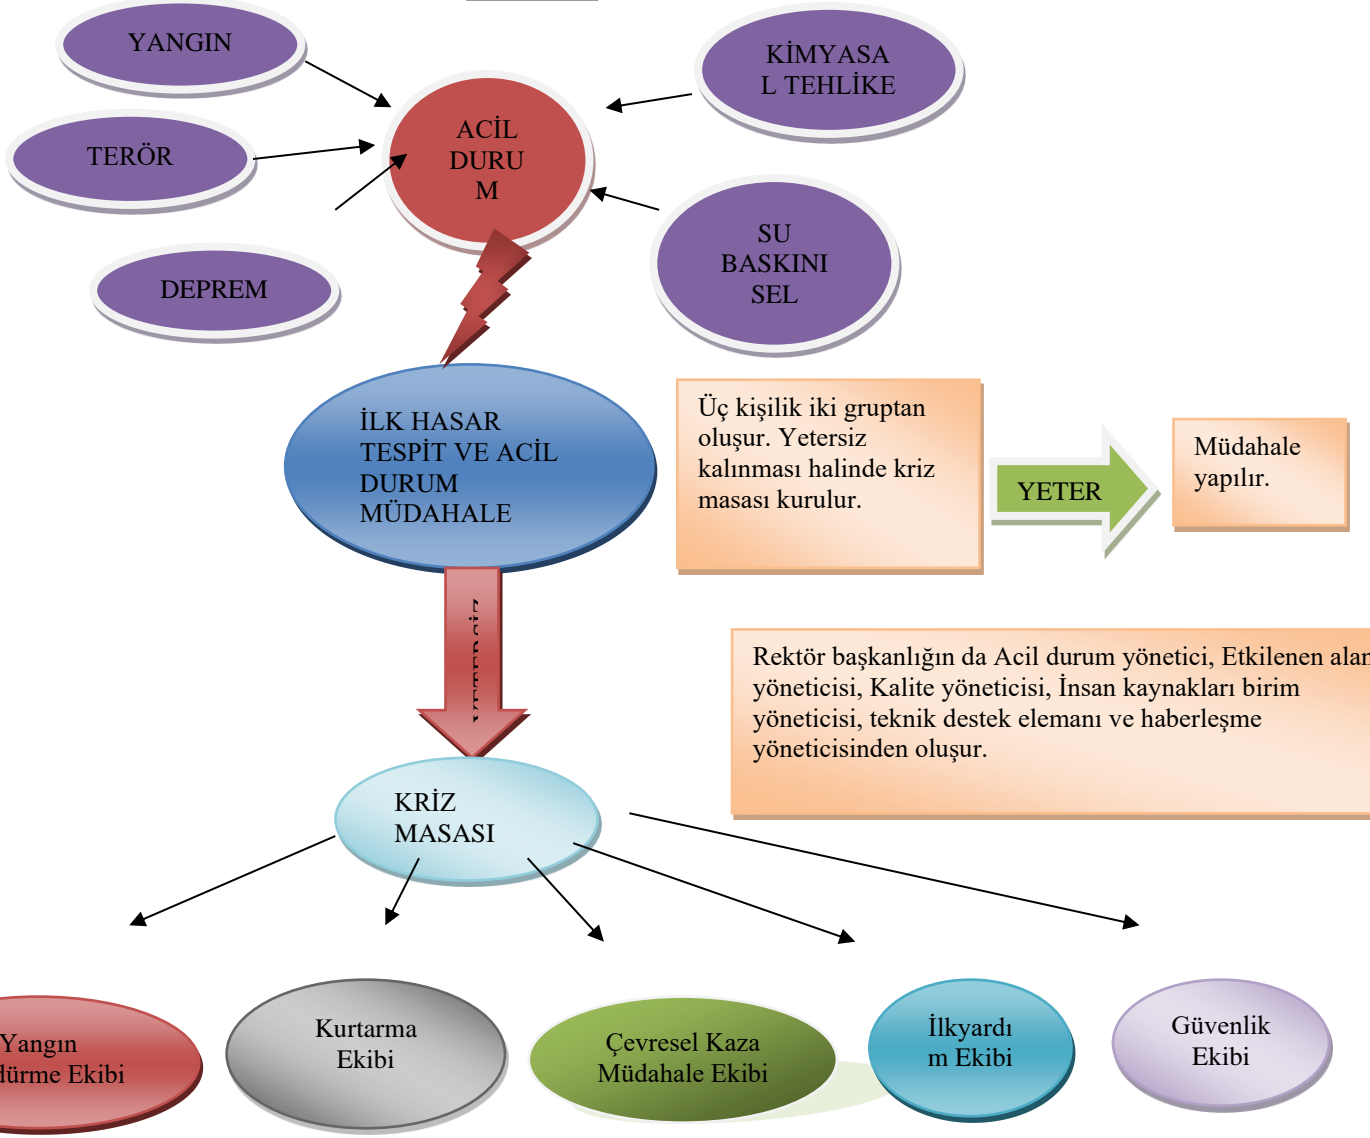 YANGIN
KİMYASA
L TEHLİKE
ACİL
DURU
M
TERÖR
SU
BASKINI
SEL
DEPREM
İLK HASAR
TESPİT VE ACİL
DURUM
MÜDAHALE
Üç kişilik iki gruptan
oluşur. Yetersiz
kalınması halinde kriz
masası kurulur.
YETER
Müdahale
yapılır.
Rektör başkanlığın da Acil durum yönetici, Etkilenen alan
yöneticisi, Kalite yöneticisi, İnsan kaynakları birim
yöneticisi, teknik destek elemanı ve haberleşme
yöneticisinden oluşur.
KRİZ
MASASI
Yangın
dürme Ekibi
Kurtarma
Ekibi
Çevresel Kaza
Müdahale Ekibi
İlkyardı
m Ekibi
Güvenlik
Ekibi